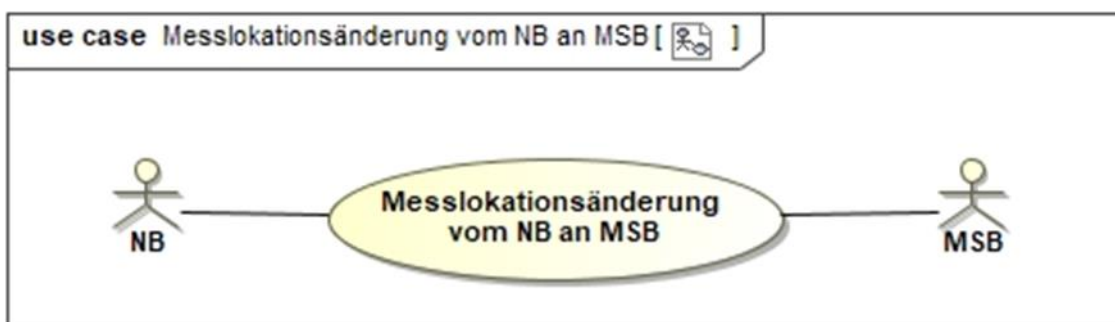 use case Messlokationsänderung vom NB an MSB [ ]
Messlokationsänderung
vom NB an MSB
NB
MSB